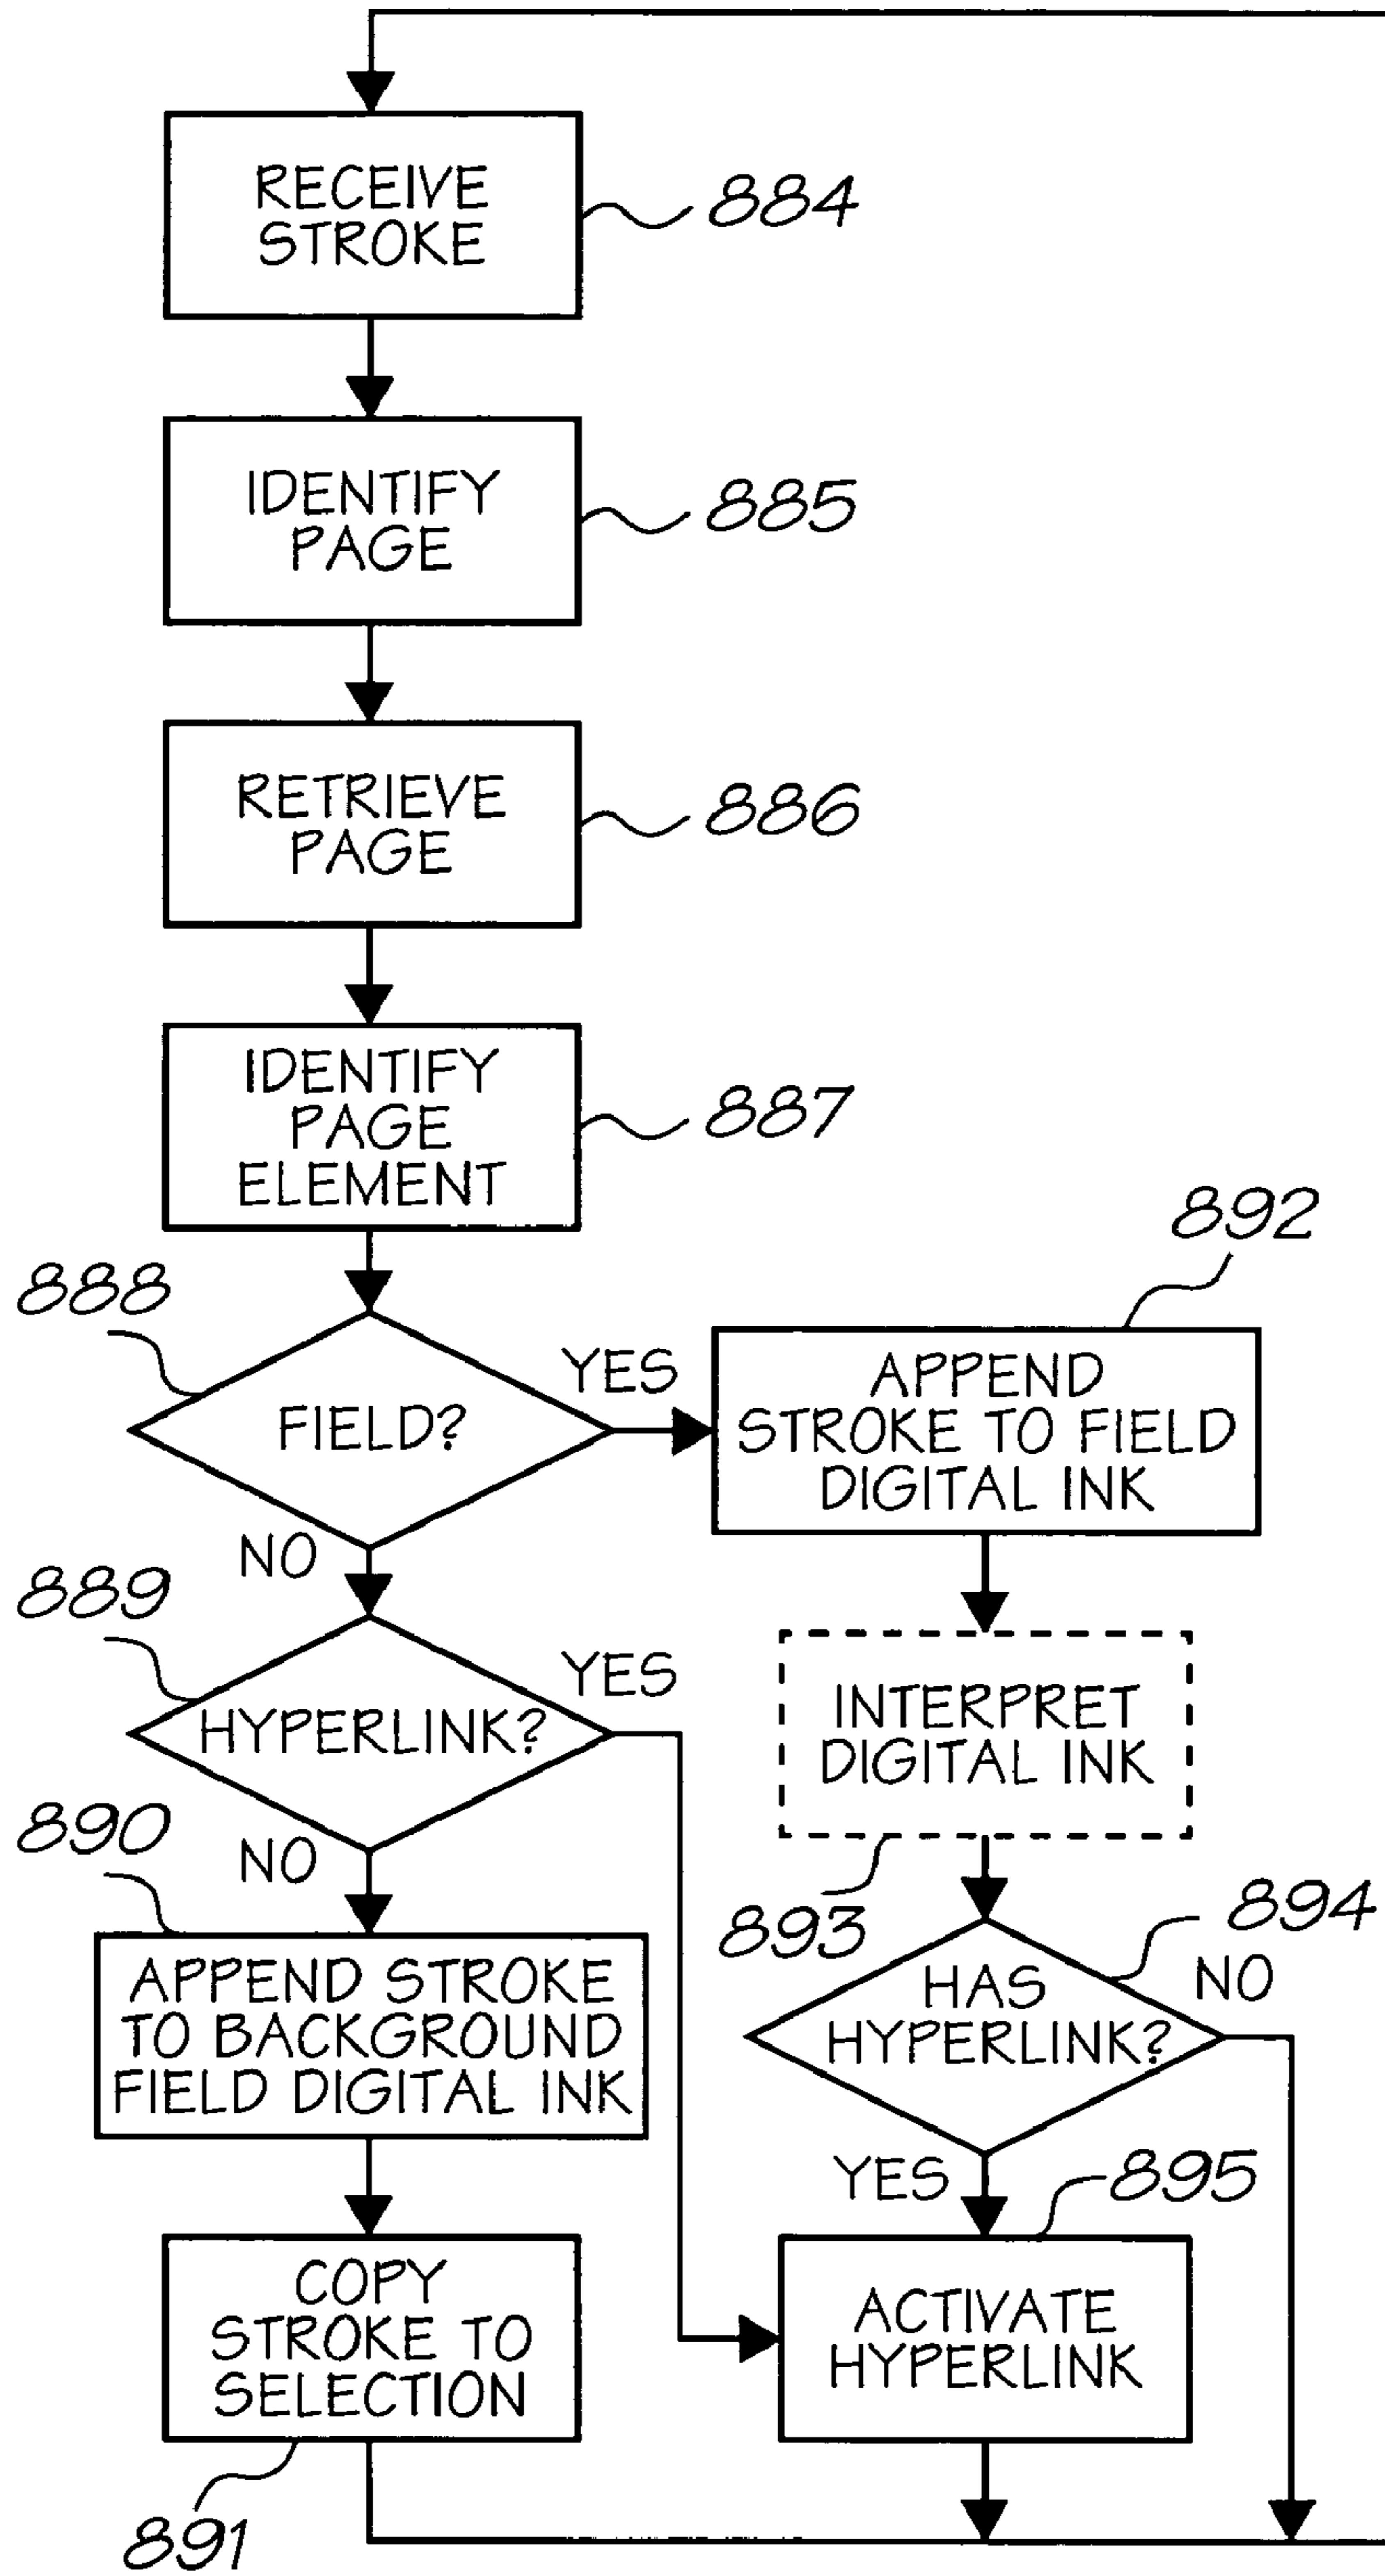 RECEIVE
STROKE
884
IDENTIFY
PAGE
885
RETRIEVE
PAGE
886
IDENTIFY
PAGE
ELEMENT
887
888
FIELD?
YES
NO
892
APPEND
STROKE TO FIELD
DIGITAL INK
889
HYPERLINK?
YES
NO
INTERPRET
DIGITAL INK
893
890
APPEND STROKE
TO BACKGROUND
FIELD DIGITAL INK
894
HAS
HYPERLINK?
NO
YES
895
COPY
STROKE TO
SELECTION
891
ACTIVATE
HYPERLINK